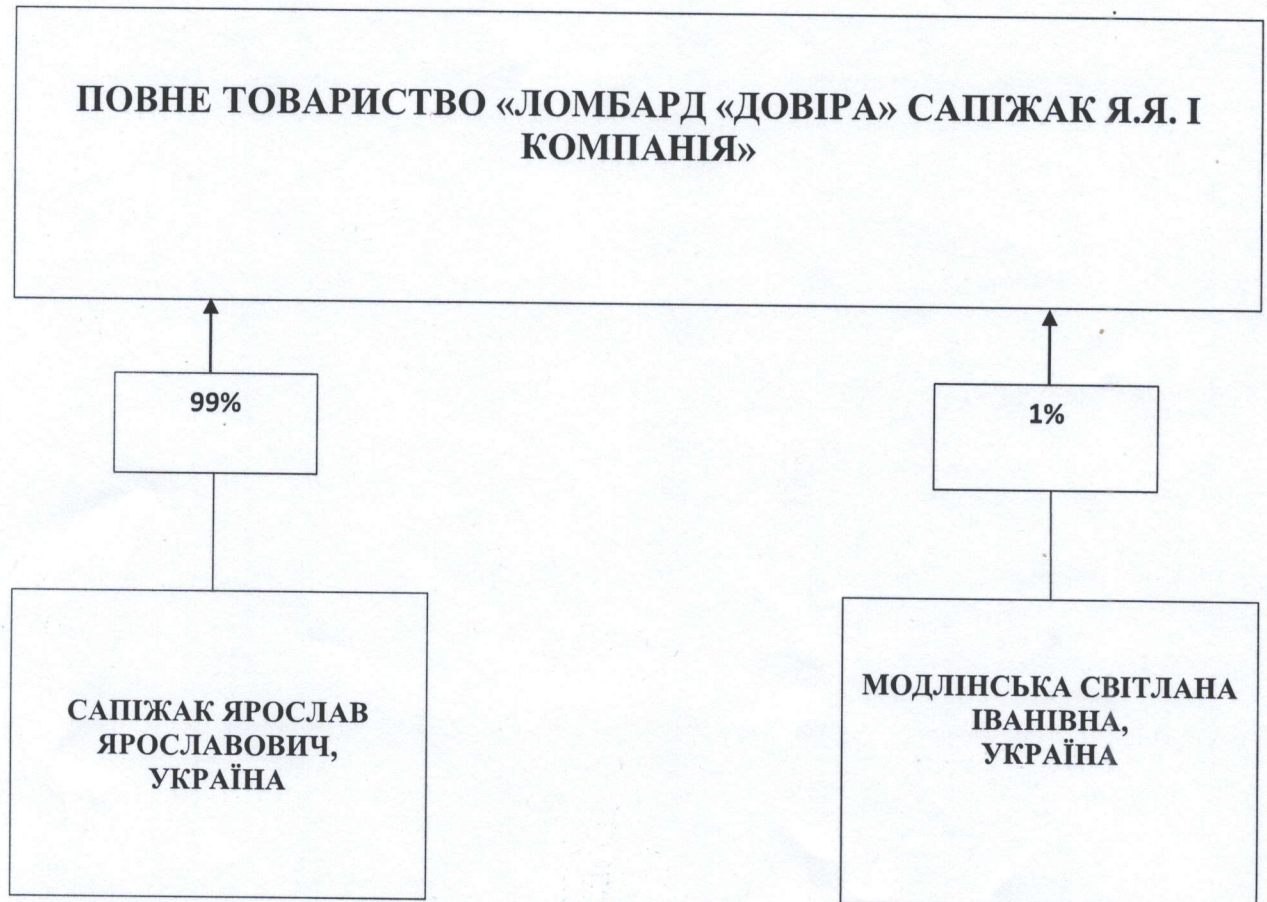 ПОВНЕ ТОВАРИСТВО «ЛОМБАРД «ДОВІРА» САПІЖАК Я.Я. І
КОМПАНІЯ»
99%
1%
САПІЖАК ЯРОСЛАВ
ЯРОСЛАВОВИЧ,
УКРАЇНА
МОДЛІНСЬКА СВІТЛАНА
ІВАНІВНА,
УКРАЇНА